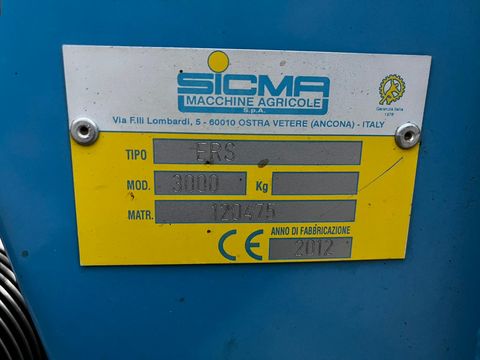 SICMA
MACCHINE AGRICOLE
S.p.A.
Via F.lli Lombardi, 5 - 60010 OSTRA VETERE (ANCONA) - ITALY
TIPO ERS
MOD. 3000 Kg
MATR. 120475
CE ANNO DI FABBRICAZIONE
2012